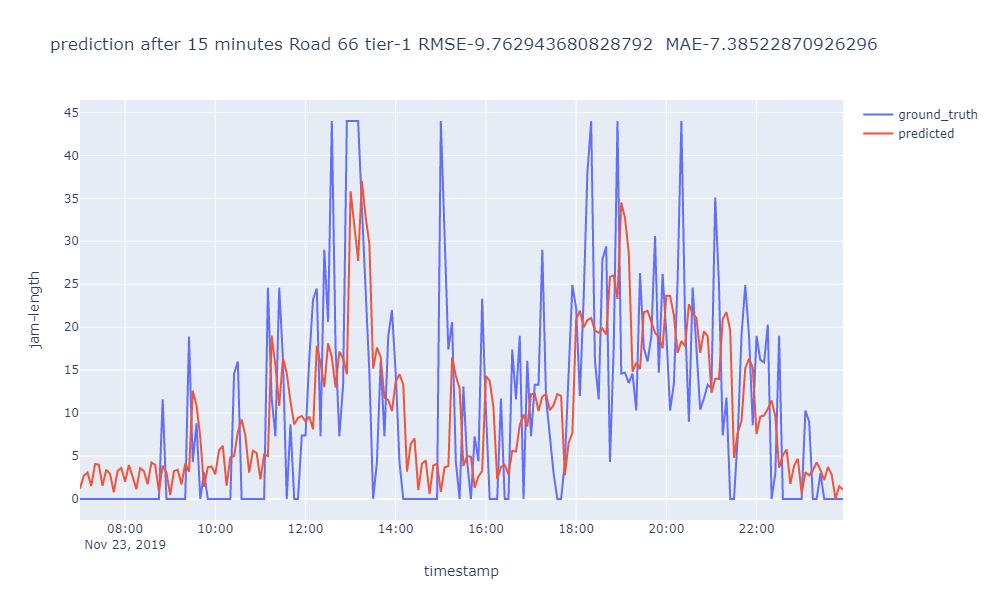 prediction after 15 minutes Road 66 tier-1 RMSE-9.762943680828792  MAE-7.38522870926296
ground_truth
predicted
45
40
35
30
25
20
15
10
5
0
jam-length
08:00 10:00 12:00 14:00 16:00 18:00 20:00 22:00
Nov 23, 2019
timestamp